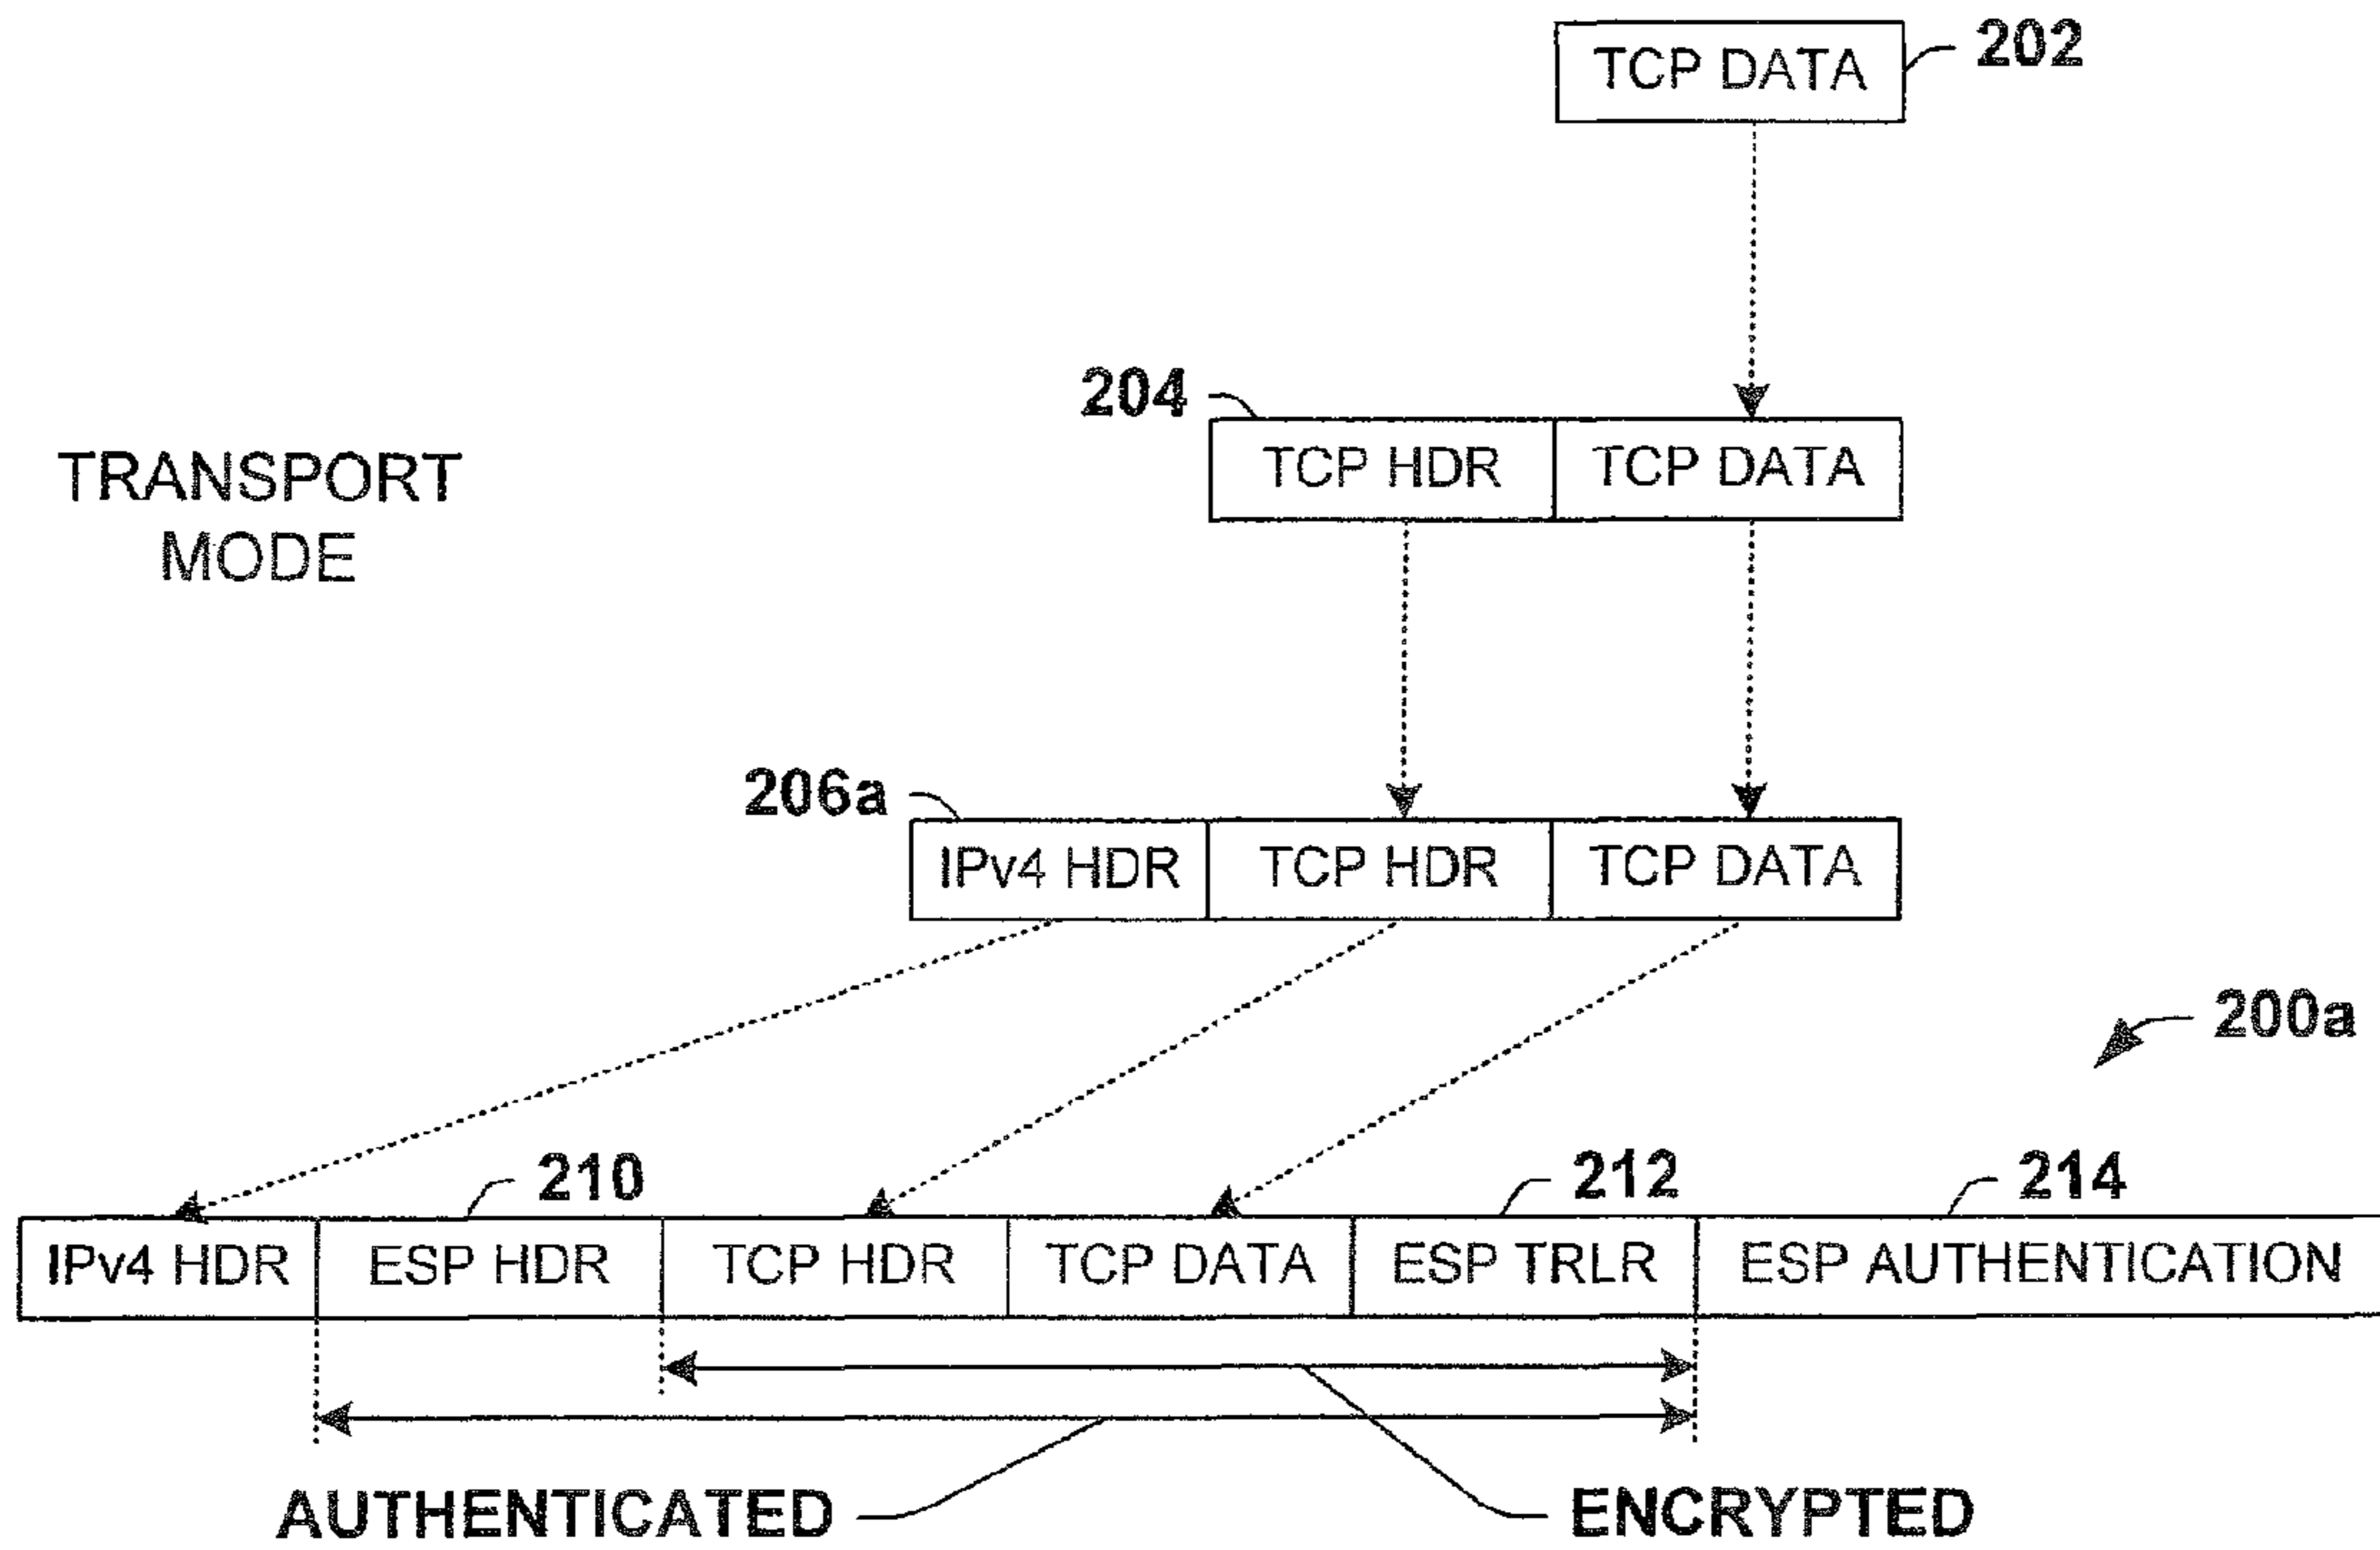 TCP DATA
202
204
TCP HDR
TCP DATA
TRANSPORT
MODE
206a
IPv4 HDR
TCP HDR
TCP DATA
200a
210
212
214
IPv4 HDR
ESP HDR
TCP HDR
TCP DATA
ESP TRLR
ESP AUTHENTICATION
AUTHENTICATED
ENCRYPTED